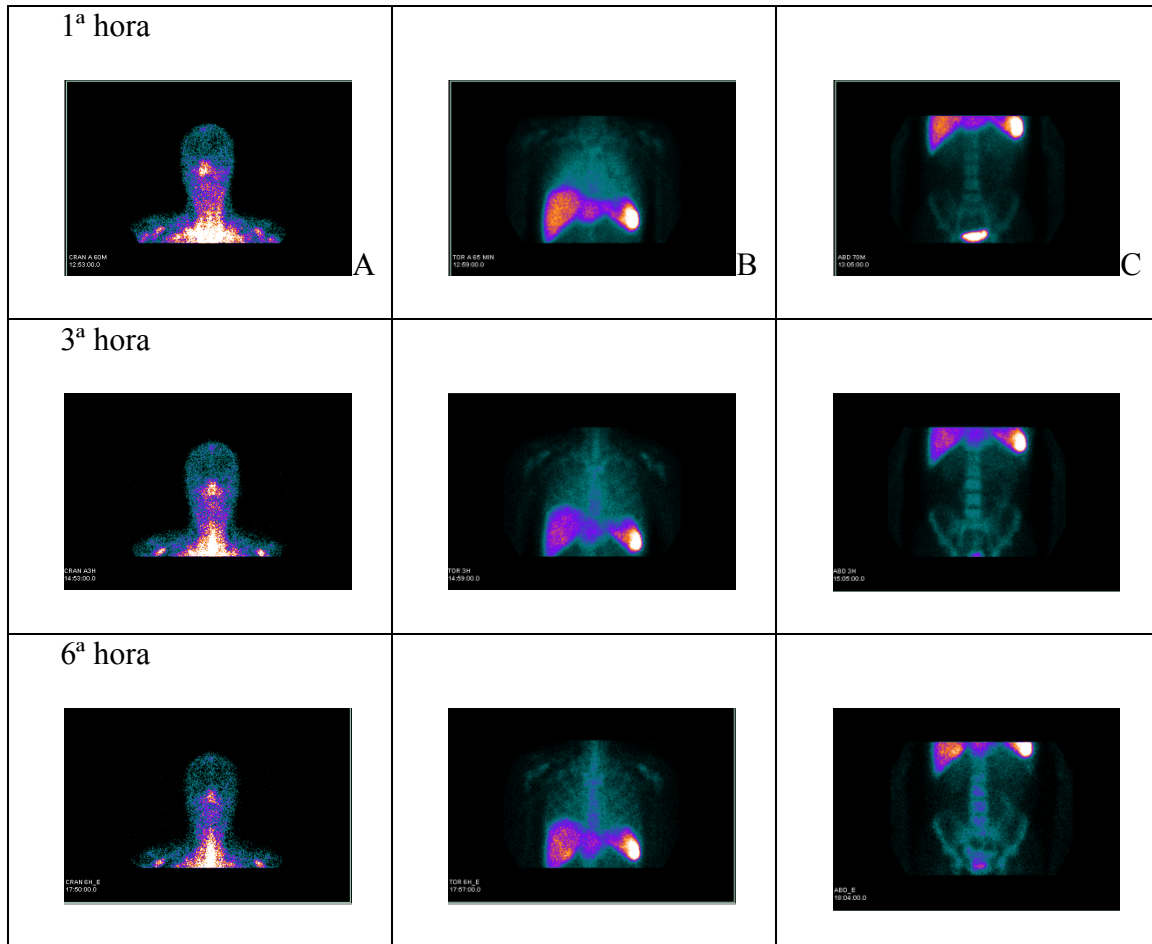 1ª hora
CRAN A 60M
12:53:00.0
A
TOR A 65 MIN
12:59:00.0
B
ABD 70M
13:05:00.0
C
3ª hora
CRAN A3H
14:53:00.0
TOR 3H
14:59:00.0
ABD 3H
15:05:00.0
6ª hora
CRAN 6H_E
17:50:00.0
TOR 6H_E
17:57:00.0
ABD_E
18:04:00.0